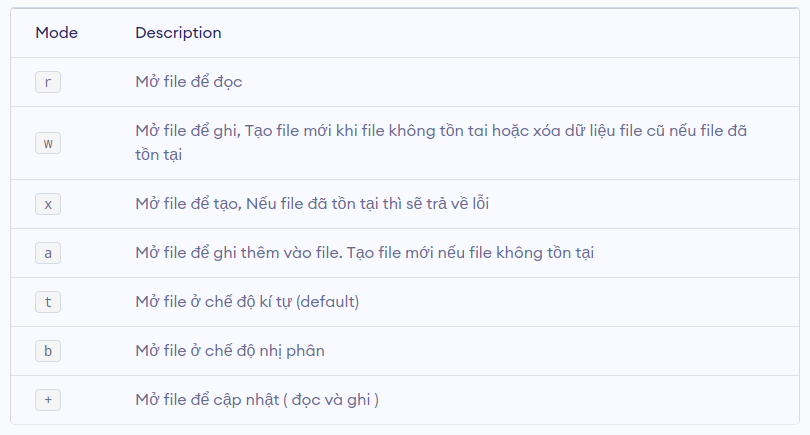 Mode Description
r Mở file để đọc
w Mở file để ghi, Tạo file mới khi file không tồn tai hoặc xóa dữ liệu file cũ nếu file đã
tồn tại
x Mở file để tạo, Nếu file đã tồn tại thì sẽ trả về lỗi
a Mở file để ghi thêm vào file. Tạo file mới nếu file không tồn tại
t Mở file ở chế độ kí tự (default)
b Mở file ở chế độ nhị phân
+ Mở file để cập nhật ( đọc và ghi )